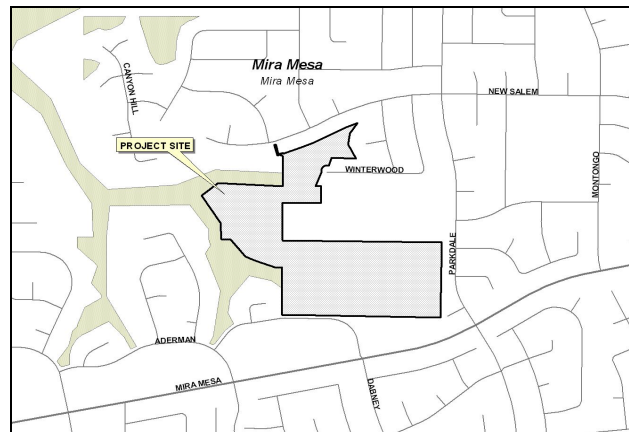 Mira Mesa
Mira Mesa
CANYON HILL
NEW SALEM
PROJECT SITE
WINTERWOOD
MONTONGO
PARKDALE
ADERMAN
MIRA MESA
DABNEY